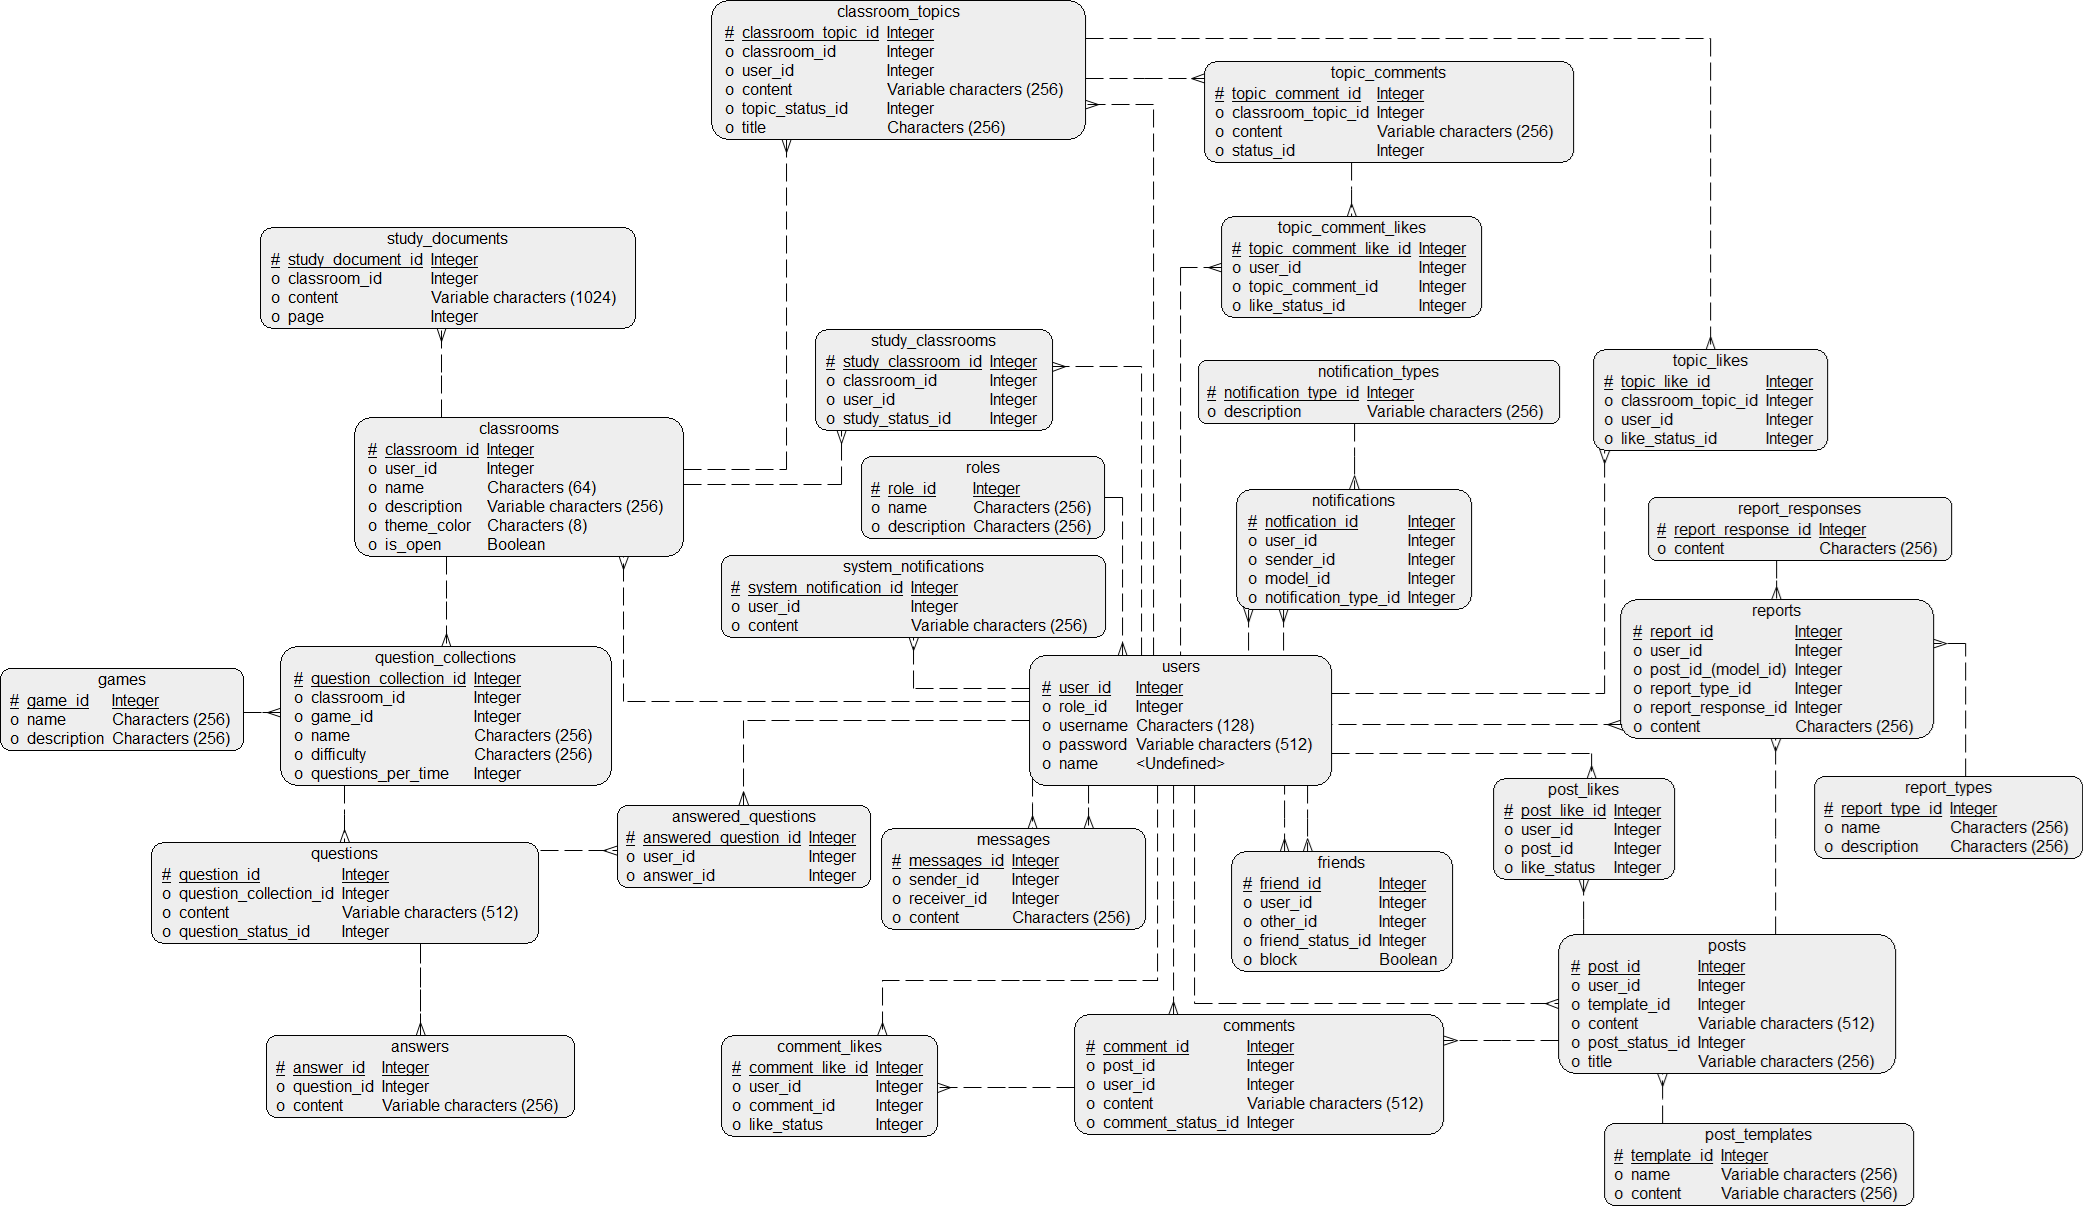 classroom_topics
# classroom_topic_id Integer
o classroom_id Integer
o user_id Integer
o content Variable characters (256)
o topic_status_id Integer
o title Characters (256)
topic_comments
# topic_comment_id Integer
o classroom_topic_id Integer
o content Variable characters (256)
o status_id Integer
topic_comment_likes
# topic_comment_like_id Integer
o user_id Integer
o topic_comment_id Integer
o like_status_id Integer
study_documents
# study_document_id Integer
o classroom_id Integer
o content Variable characters (1024)
o page Integer
study_classrooms
# study_classroom_id Integer
o classroom_id Integer
o user_id Integer
o study_status_id Integer
notification_types
# notification_type_id Integer
o description Variable characters (256)
topic_likes
# topic_like_id Integer
o classroom_topic_id Integer
o user_id Integer
o like_status_id Integer
classrooms
# classroom_id Integer
o user_id Integer
o name Characters (64)
o description Variable characters (256)
o theme_color Characters (8)
o is_open Boolean
roles
# role_id Integer
o name Characters (256)
o description Characters (256)
notifications
# notfication_id Integer
o user_id Integer
o sender_id Integer
o model_id Integer
o notification_type_id Integer
report_responses
# report_response_id Integer
o content Characters (256)
system_notifications
# system_notification_id Integer
o user_id Integer
o content Variable characters (256)
reports
# report_id Integer
o user_id Integer
o post_id_(model_id) Integer
o report_type_id Integer
o report_response_id Integer
o content Characters (256)
games
# game_id Integer
o name Characters (256)
o description Characters (256)
question_collections
# question_collection_id Integer
o classroom_id Integer
o game_id Integer
o name Characters (256)
o difficulty Characters (256)
o questions_per_time Integer
users
# user_id Integer
o role_id Integer
o username Characters (128)
o password Variable characters (512)
o name <Undefined>
post_likes
# post_like_id Integer
o user_id Integer
o post_id Integer
o like_status Integer
report_types
# report_type_id Integer
o name Characters (256)
o description Characters (256)
questions
# question_id Integer
o question_collection_id Integer
o content Variable characters (512)
o question_status_id Integer
answered_questions
# answered_question_id Integer
o user_id Integer
o answer_id Integer
messages
# messages_id Integer
o sender_id Integer
o receiver_id Integer
o content Characters (256)
friends
# friend_id Integer
o user_id Integer
o other_id Integer
o friend_status_id Integer
o block Boolean
posts
# post_id Integer
o user_id Integer
o template_id Integer
o content Variable characters (512)
o post_status_id Integer
o title Variable characters (256)
answers
# answer_id Integer
o question_id Integer
o content Variable characters (256)
comment_likes
# comment_like_id Integer
o user_id Integer
o comment_id Integer
o like_status Integer
comments
# comment_id Integer
o post_id Integer
o user_id Integer
o content Variable characters (512)
o comment_status_id Integer
post_templates
# template_id Integer
o name Variable characters (256)
o content Variable characters (256)